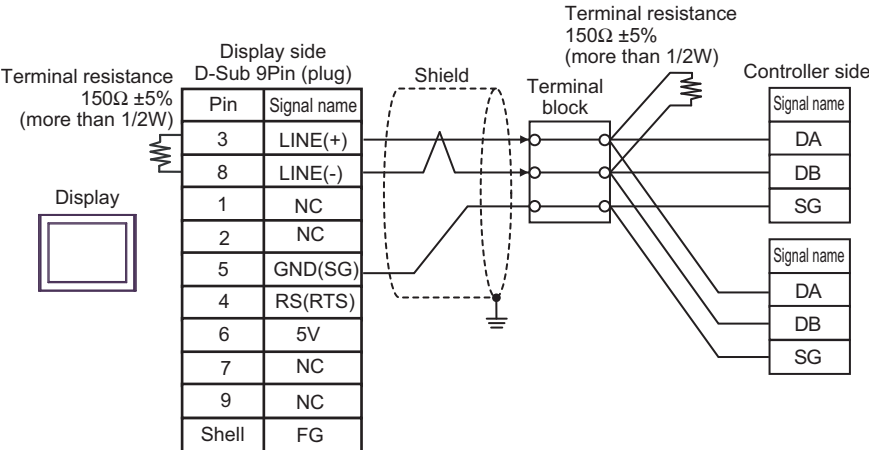 Terminal resistance
150Ω ±5%
(more than 1/2W)
Display side
D-Sub 9Pin (plug)
Terminal resistance
150Ω ±5%
(more than 1/2W)
Shield
Terminal
block
Controller side
Pin Signal name
3 LINE(+)
8 LINE(-)
1 NC
2 NC
5 GND(SG)
4 RS(RTS)
6 5V
7 NC
9 NC
Shell FG
Display
Signal name
DA
DB
SG
Signal name
DA
DB
SG